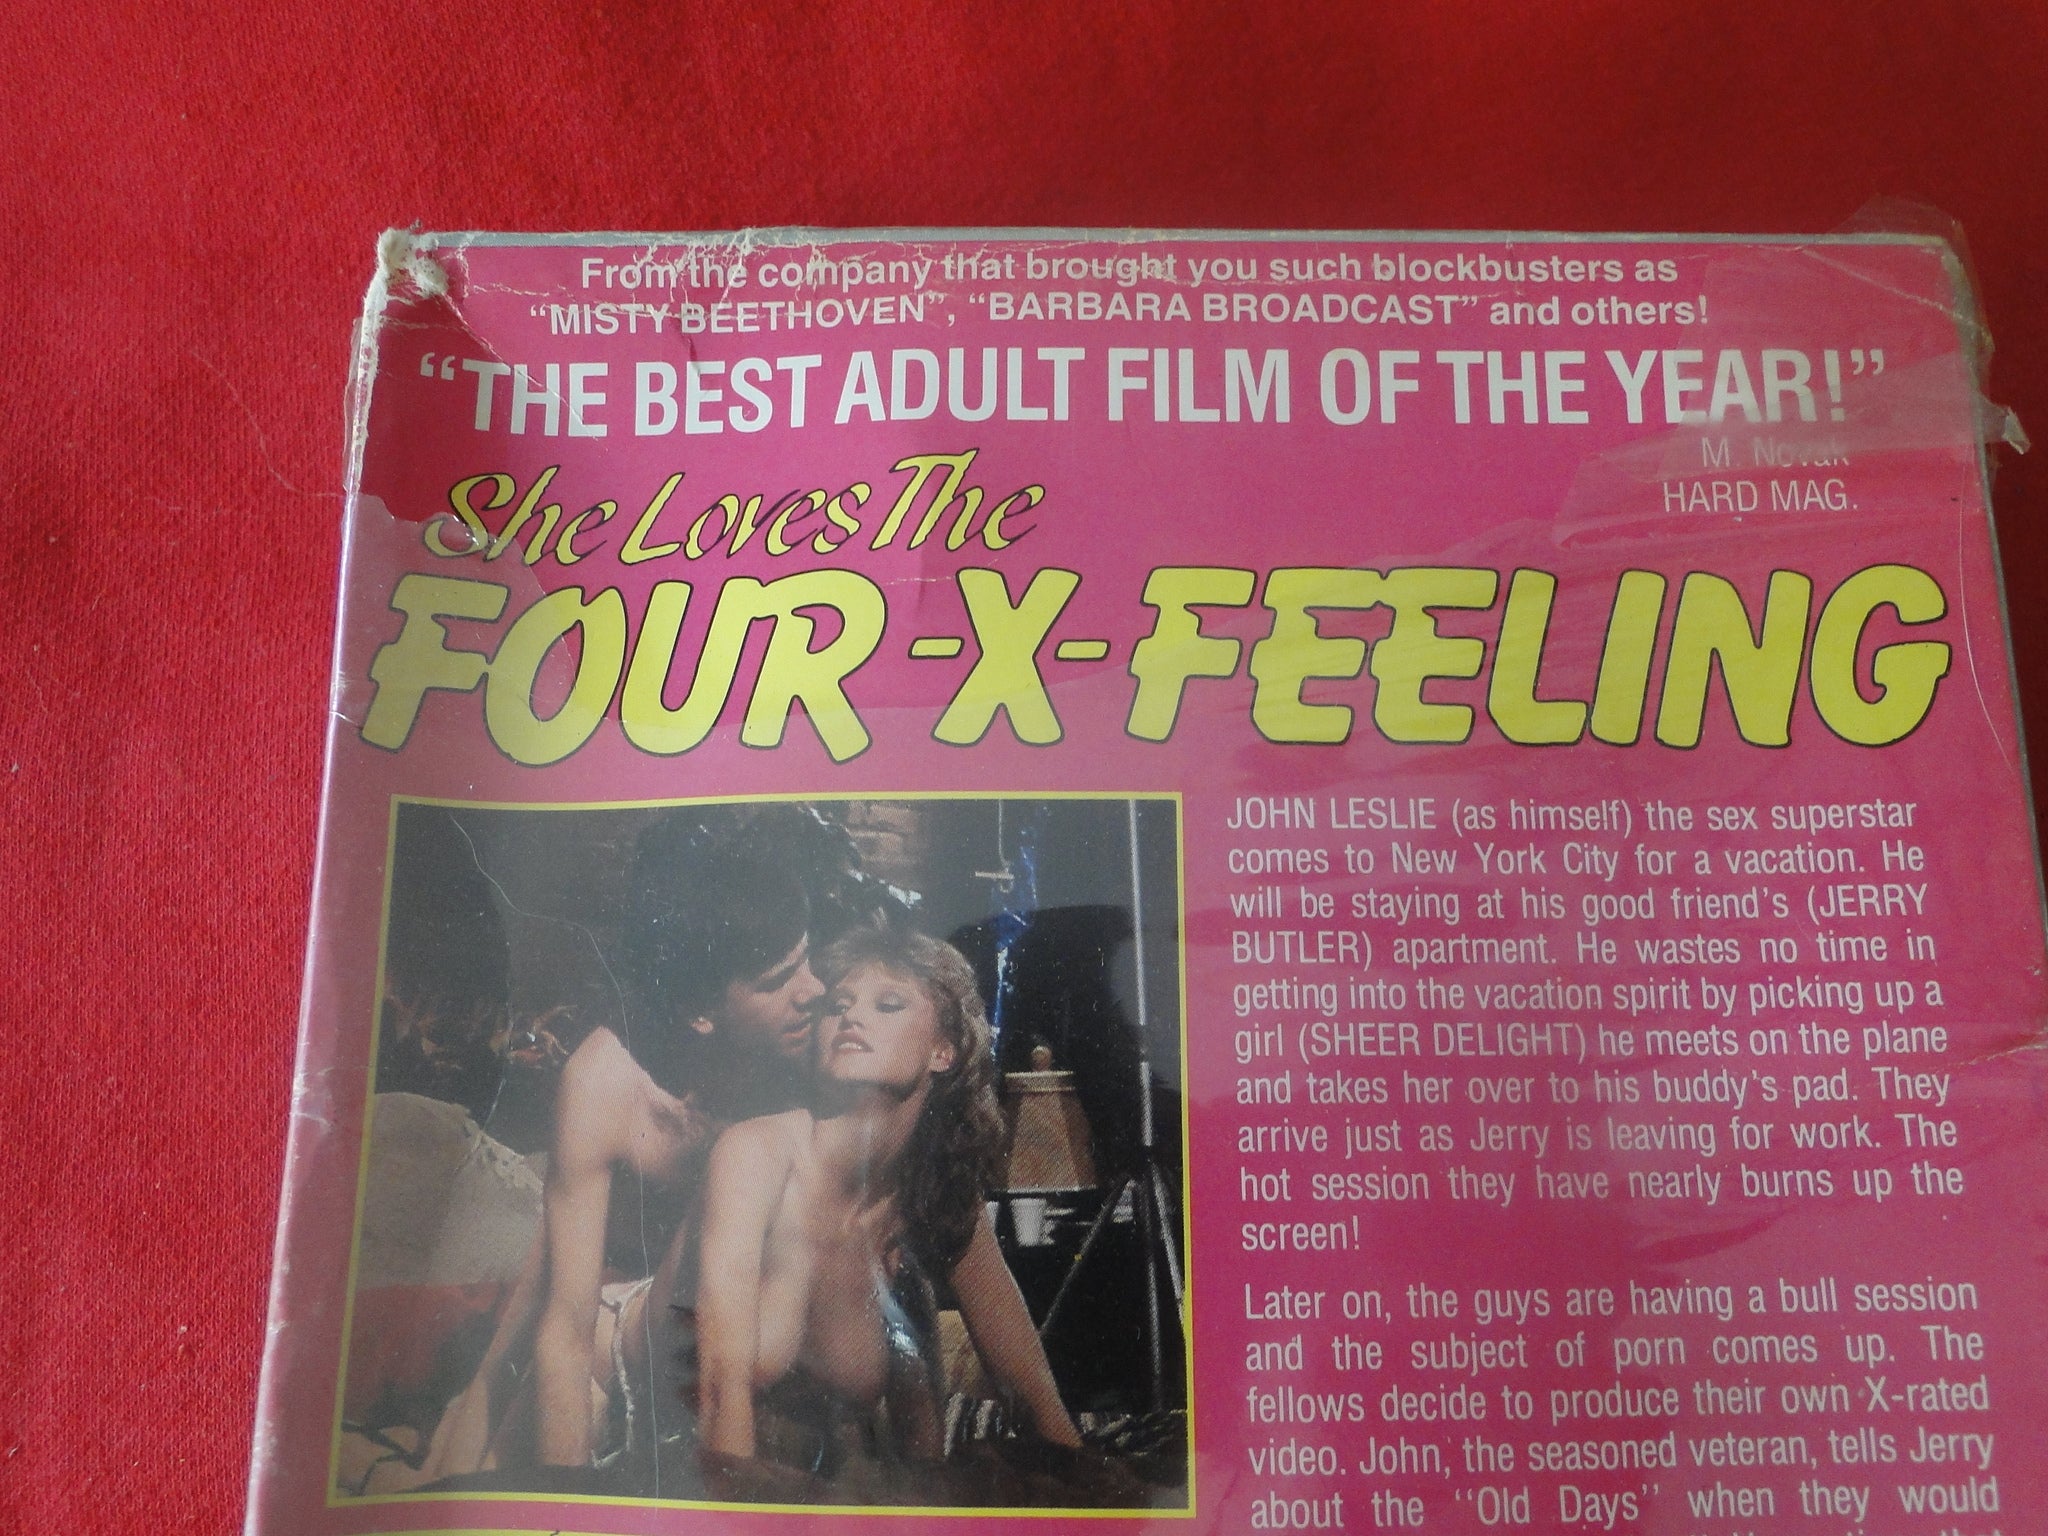 From the company that brought you such blockbusters as
“MISTY BEETHOVEN”, “BARBARA BROADCAST” and others!
“THE BEST ADULT FILM OF THE YEAR!”
M. Novak
HARD MAG.
She Loves The
FOUR-X-FEELING
JOHN LESLIE (as himself) the sex superstar
comes to New York City for a vacation. He
will be staying at his good friend's (JERRY
BUTLER) apartment. He wastes no time in
getting into the vacation spirit by picking up a
girl (SHEER DELIGHT) he meets on the plane
and takes her over to his buddy's pad. They
arrive just as Jerry is leaving for work. The
hot session they have nearly burns up the
screen!
Later on, the guys are having a bull session
and the subject of porn comes up. The
fellows decide to produce their own X-rated
video. John, the seasoned veteran, tells Jerry
about the "Old Days" when they would